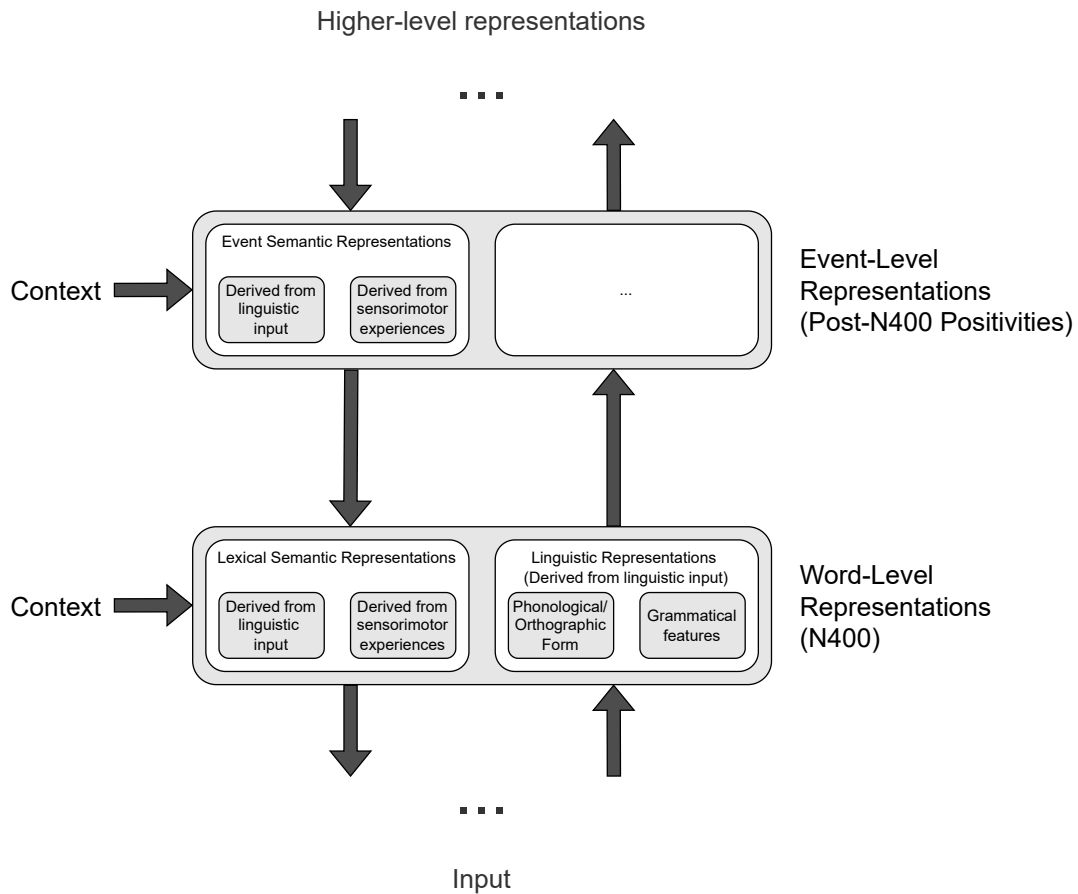 Higher-level representations
...
Event Semantic Representations
Derived from
linguistic
input
Derived from
sensorimotor
experiences
...
Context
Event-Level
Representations
(Post-N400 Positivities)
Lexical Semantic Representations
Derived from
linguistic
input
Derived from
sensorimotor
experiences
Linguistic Representations
(Derived from linguistic input)
Phonological/
Orthographic
Form
Grammatical
features
Context
Word-Level
Representations
(N400)
...
Input